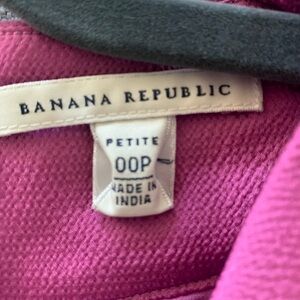 BANANA REPUBLIC
PETITE
00P
MADE IN
INDIA